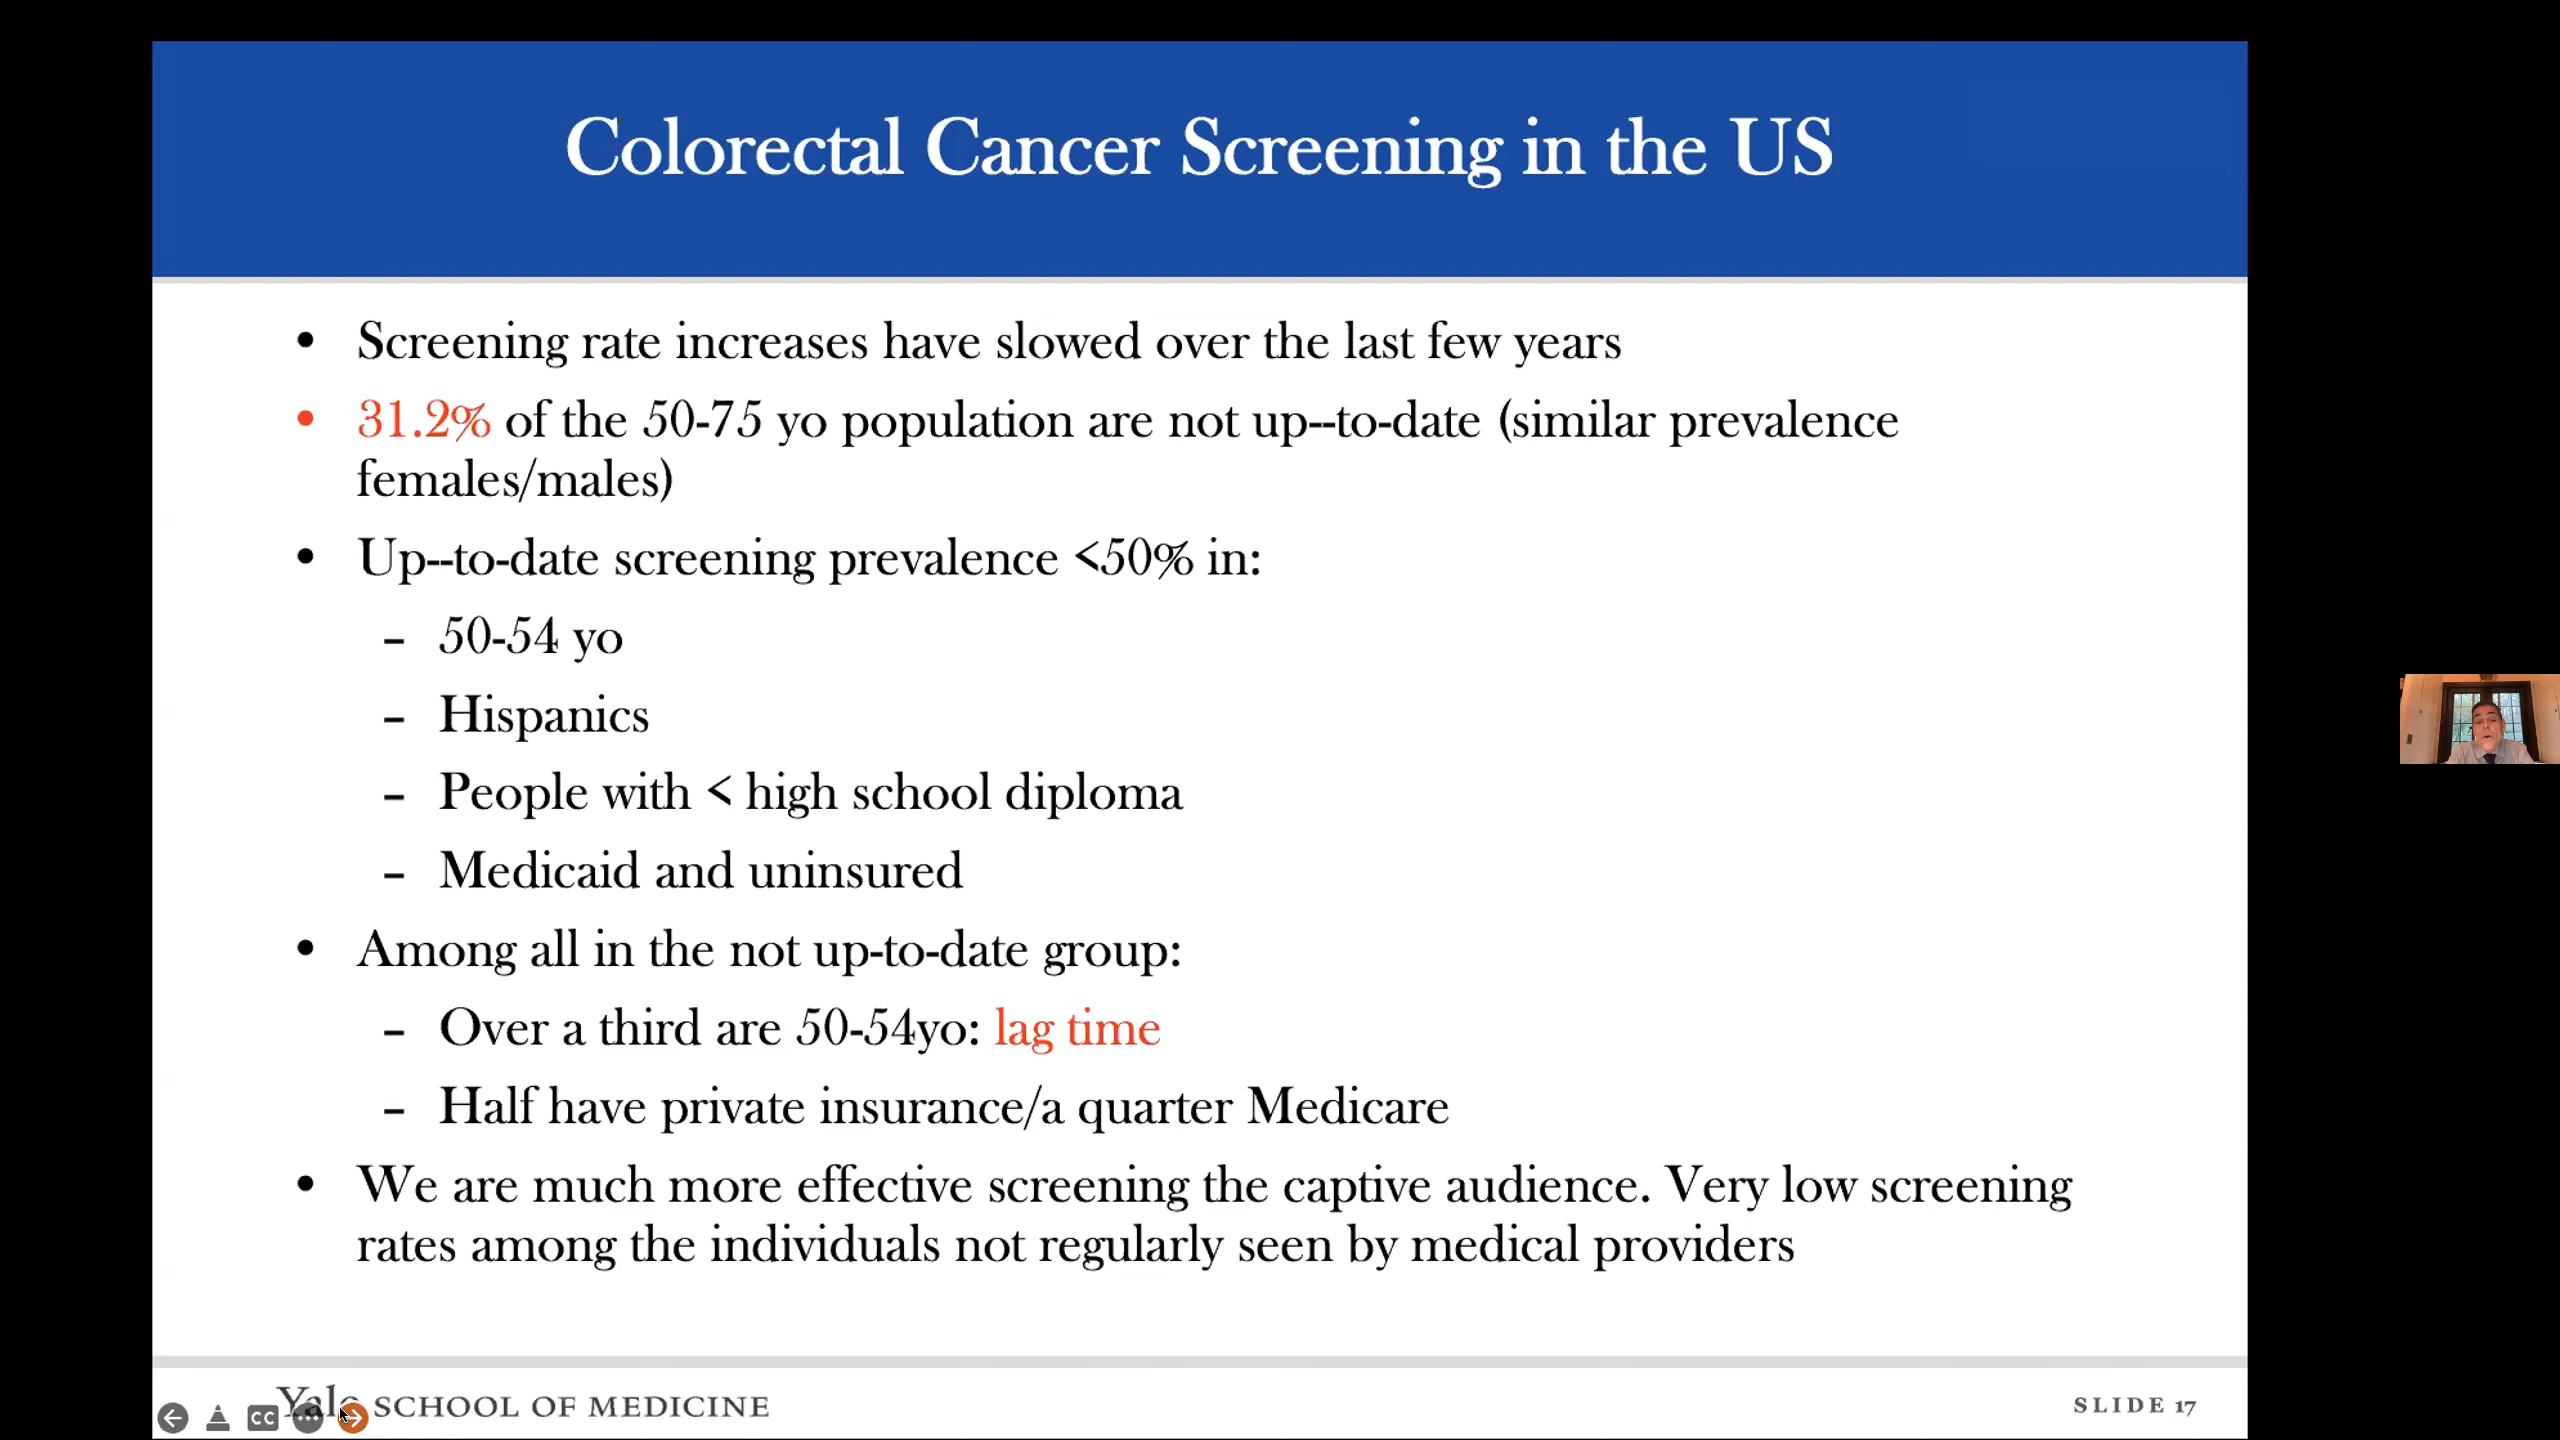 Colorectal Cancer Screening in the US
• Screening rate increases have slowed over the last few years
• 31.2% of the 50-75 yo population are not up--to-date (similar prevalence
females/males)
• Up--to-date screening prevalence <50% in:
– 50-54 yo
– Hispanics
– People with < high school diploma
– Medicaid and uninsured
• Among all in the not up-to-date group:
– Over a third are 50-54yo: lag time
– Half have private insurance/a quarter Medicare
• We are much more effective screening the captive audience. Very low screening
rates among the individuals not regularly seen by medical providers
CC
Yale SCHOOL OF MEDICINE
SLIDE 17